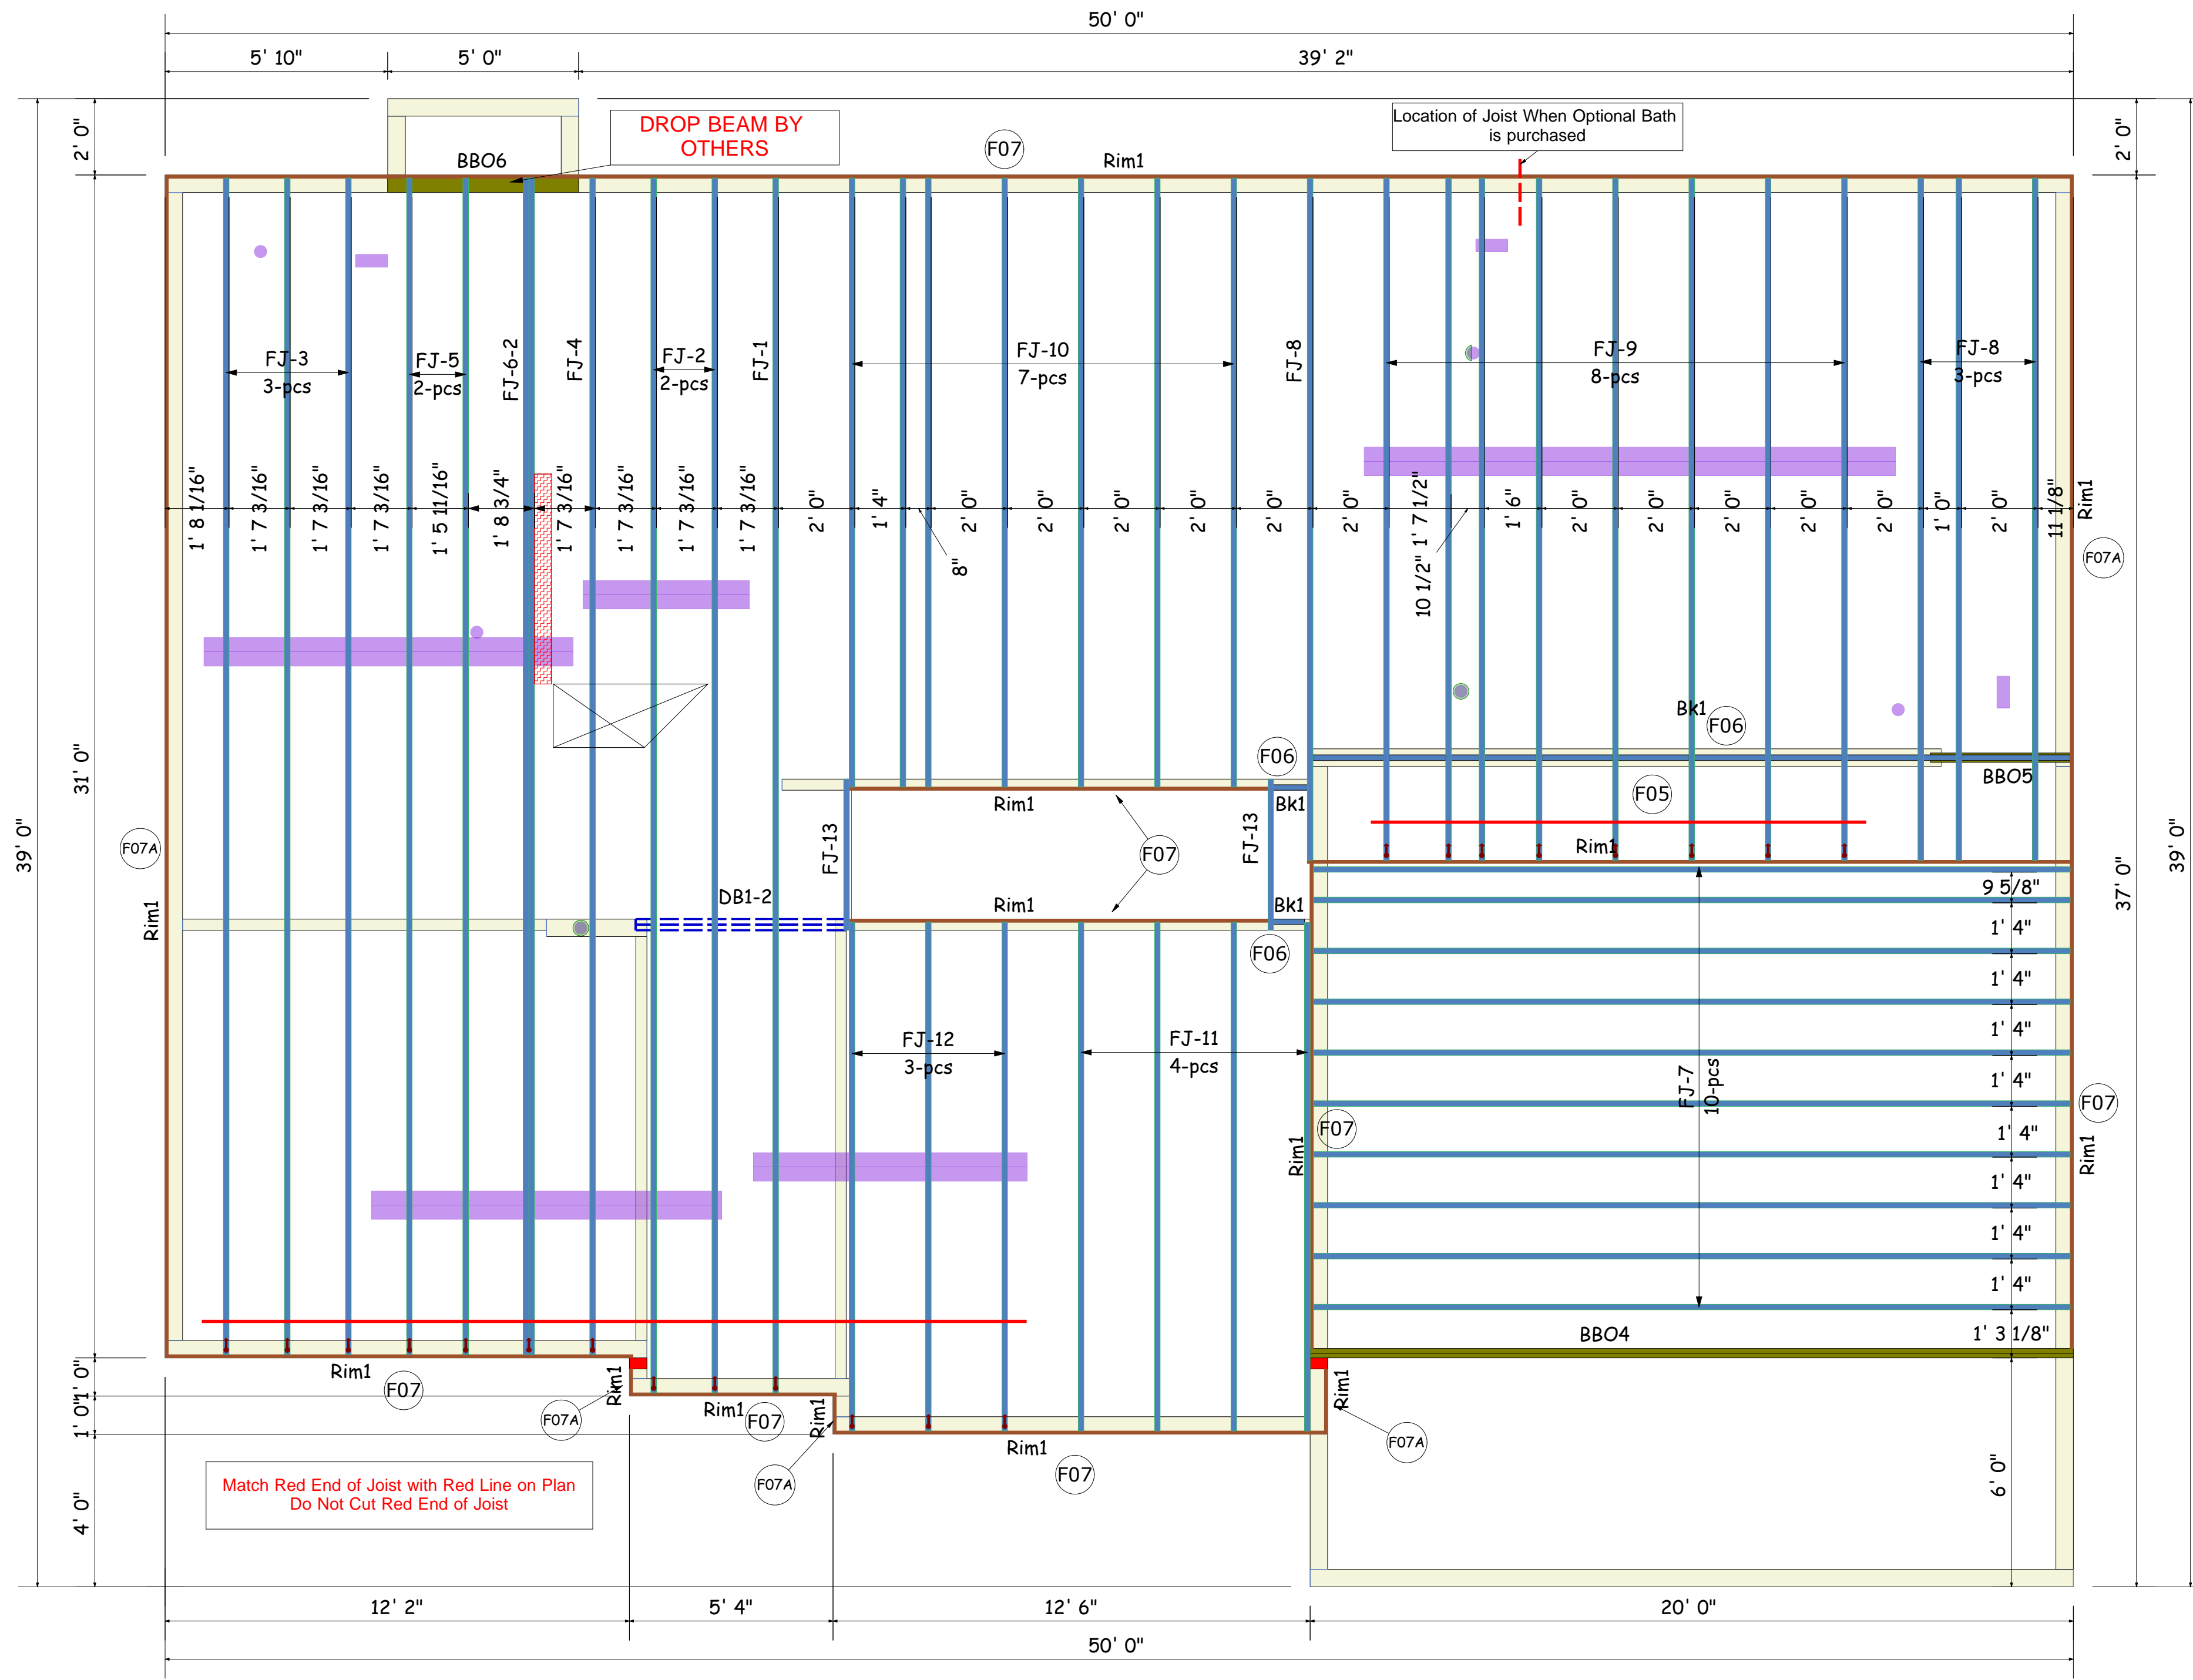 50' 0"
5' 10"
5' 0"
39' 2"
2' 0"
DROP BEAM BY
OTHERS
BBO6
F07
Rim1
Location of Joist When Optional Bath
is purchased
2' 0"
FJ-3
3-pcs
FJ-5
2-pcs
FJ-6-2
FJ-4
FJ-2
2-pcs
FJ-1
FJ-10
7-pcs
FJ-8
FJ-9
8-pcs
FJ-8
3-pcs
1' 8 1/16"
1' 7 3/16"
1' 7 3/16"
1' 7 3/16"
1' 5 11/16"
1' 8 3/4"
1' 7 3/16"
1' 7 3/16"
1' 7 3/16"
1' 7 3/16"
2' 0"
1' 4"
8"
2' 0"
2' 0"
2' 0"
2' 0"
2' 0"
2' 0"
1' 7 1/2"
10 1/2"
1' 6"
2' 0"
2' 0"
2' 0"
2' 0"
2' 0"
1' 0"
2' 0"
11 1/8"
Rim1
F07A
39' 0"
31' 0"
F07A
Rim1
Bk1
F06
F06
BBO5
F05
Rim1
Bk1
Rim1
FJ-13
FJ-13
F07
DB1-2
Rim1
Bk1
F06
37' 0"
39' 0"
9 5/8"
1' 4"
1' 4"
1' 4"
1' 4"
1' 4"
1' 4"
1' 4"
1' 4"
1' 3 1/8"
FJ-12
3-pcs
FJ-11
4-pcs
FJ-7
10-pcs
F07
Rim1
F07
Rim1
BBO4
1' 0"
1' 0"
4' 0"
Rim1
F07
Rim1
F07A
Rim1
F07
Rim1
F07A
Rim1
F07
Rim1
F07A
6' 0"
Match Red End of Joist with Red Line on Plan
Do Not Cut Red End of Joist
12' 2"
5' 4"
12' 6"
20' 0"
50' 0"